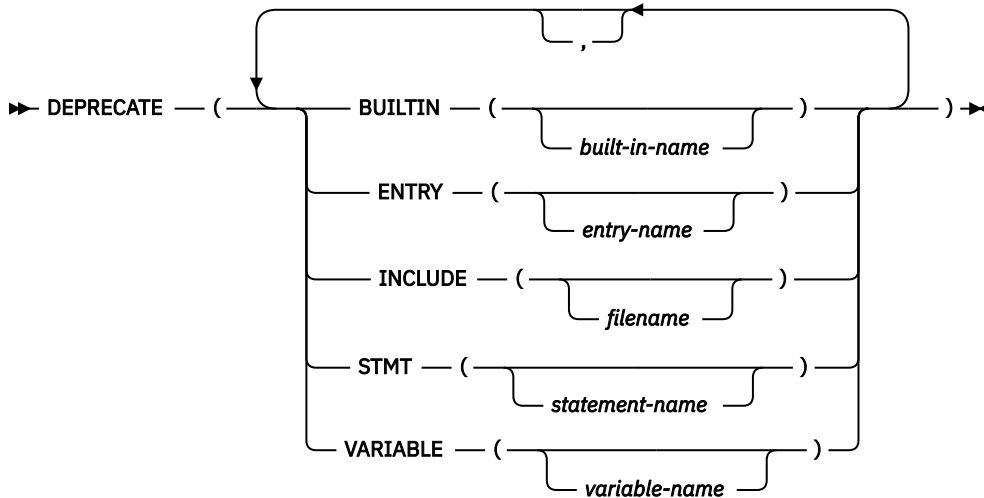 ,
DEPRECATE ( BUILTIN ( ) )
built-in-name
ENTRY ( )
entry-name
INCLUDE ( )
filename
STMT ( )
statement-name
VARIABLE ( )
variable-name